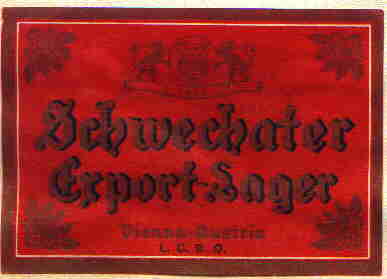 Schwechater
Export-Lager
Vienna-Austria
L. C. B. O.